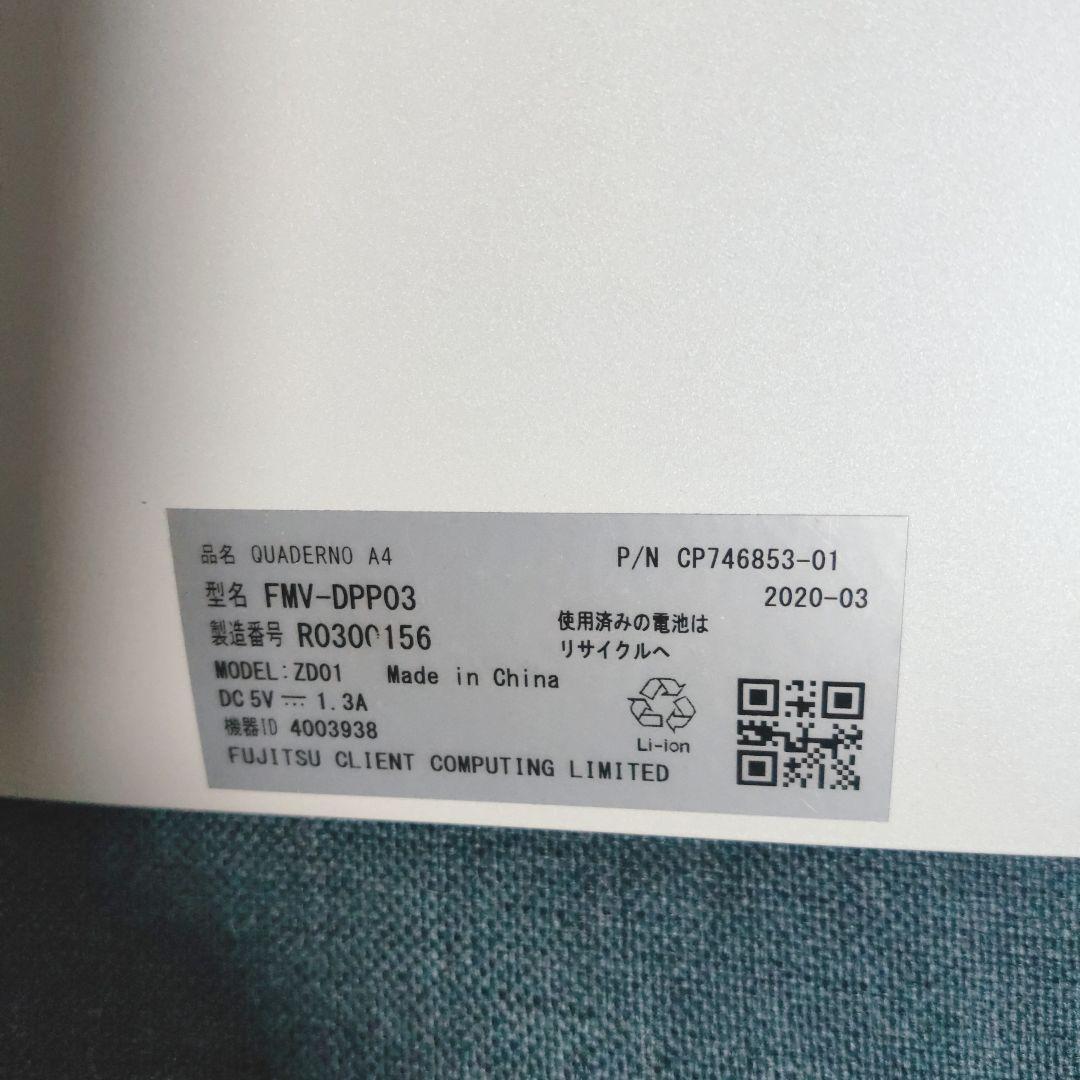 品名 QUADERNO A4
P/N CP746853-01
型名 FMV-DPP03
2020-03
製造番号 R0300156
使用済みの電池は
リサイクルへ
MODEL:ZD01 Made in China
DC 5V ⎓ 1.3A
機器ID 4003938
Li-ion
FUJITSU CLIENT COMPUTING LIMITED